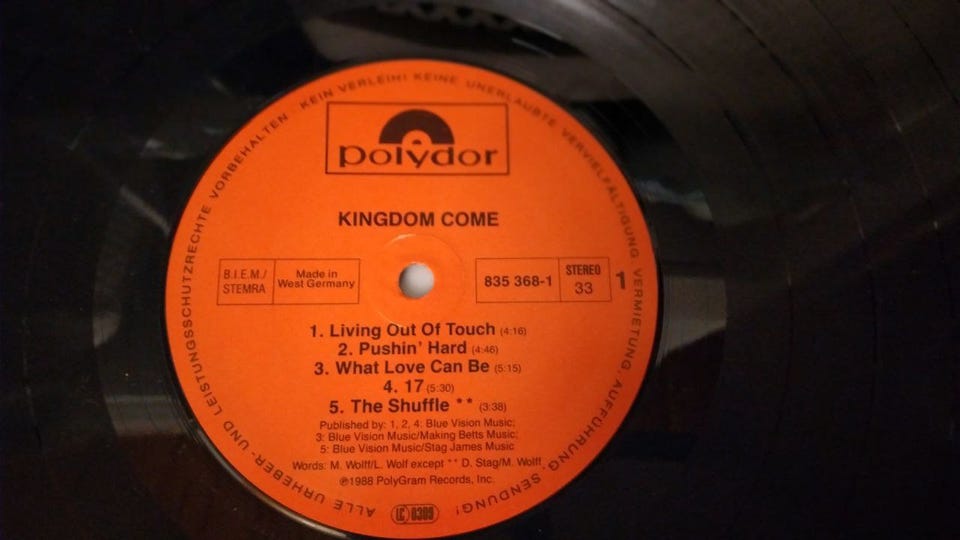 ALLE URHEBER- UND LEISTUNGSSCHUTZRECHTE VORBEHALTEN · KEIN VERLEIH! KEINE UNERLAUBTE VERVIELFÄLTIGUNG, VERMIETUNG, AUFFÜHRUNG, SENDUNG!
polydor
KINGDOM COME
B.I.E.M./
STEMRA
Made in
West Germany
835 368-1
STEREO
33
1
1. Living Out Of Touch (4:16)
2. Pushin' Hard (4:46)
3. What Love Can Be (5:15)
4. 17 (5:30)
5. The Shuffle ** (3:38)
Published by: 1, 2, 4: Blue Vision Music;
3: Blue Vision Music/Making Betts Music;
5: Blue Vision Music/Stag James Music
Words: M. Wolff/L. Wolf except ** D. Stag/M. Wolff
℗1988 PolyGram Records, Inc.
LC 0309